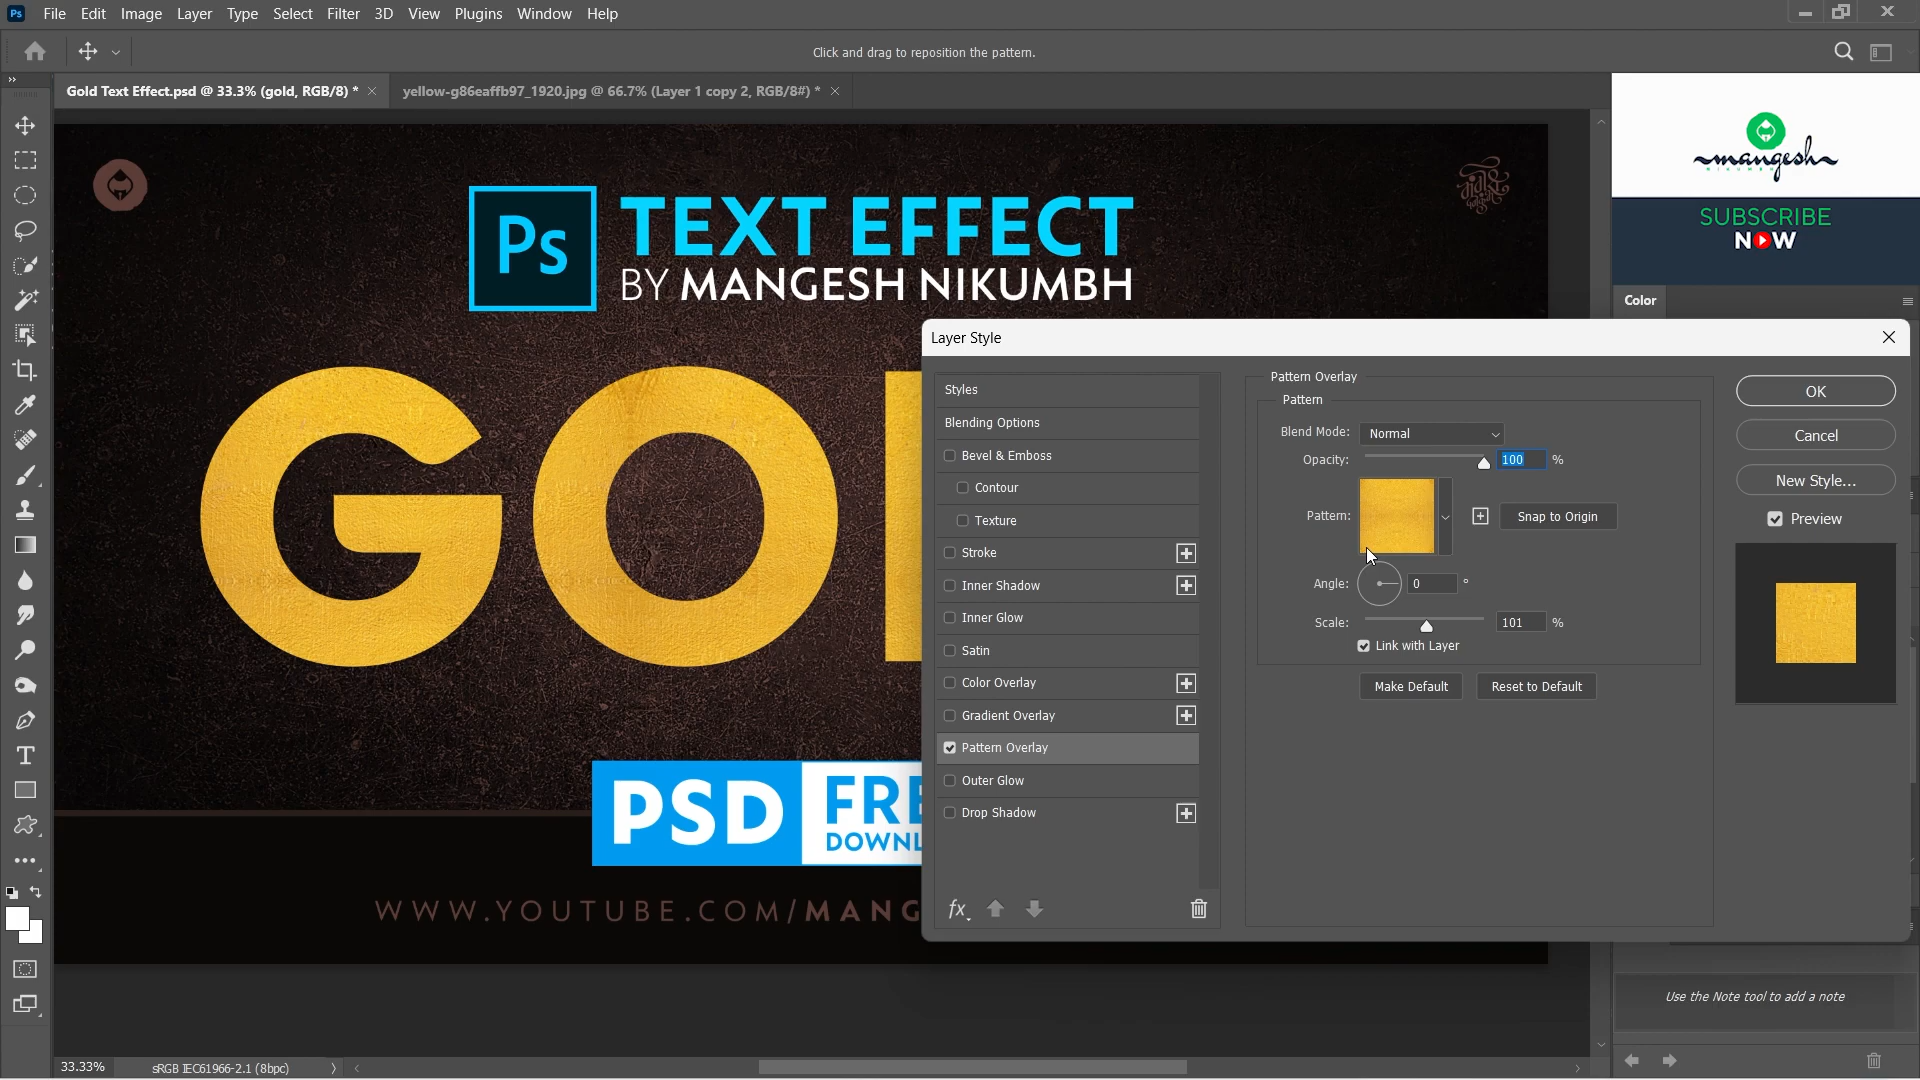 Ps File Edit Image Layer Type Select Filter 3D View Plugins Window Help
Click and drag to reposition the pattern.
Gold Text Effect.psd @ 33.3% (gold, RGB/8) *
yellow-g86eaffb97_1920.jpg @ 66.7% (Layer 1 copy 2, RGB/8#) *
mangesh
NIKUMBH
SUBSCRIBE
NOW
Color
Ps
TEXT EFFECT
BY MANGESH NIKUMBH
GO
PSD
FRE
DOWNL
WWW.YOUTUBE.COM/MANG
Layer Style
Styles
Blending Options
Bevel & Emboss
Contour
Texture
Stroke
Inner Shadow
Inner Glow
Satin
Color Overlay
Gradient Overlay
Pattern Overlay
Outer Glow
Drop Shadow
fx
Pattern Overlay
Pattern
Blend Mode: Normal
Opacity: 100 %
Pattern: Snap to Origin
Angle: 0 °
Scale: 101 %
Link with Layer
Make Default Reset to Default
OK
Cancel
New Style...
Preview
Use the Note tool to add a note
33.33% sRGB IEC61966-2.1 (8bpc)